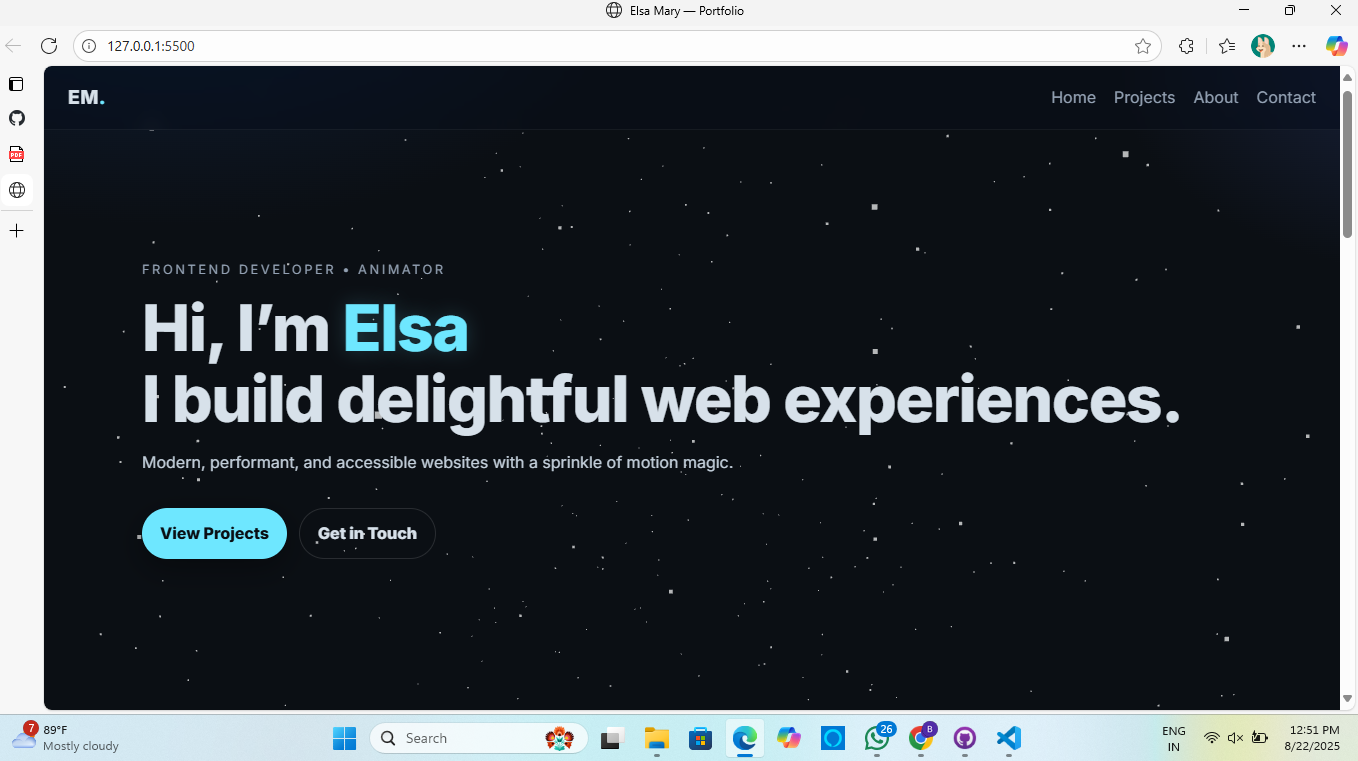 Elsa Mary — Portfolio
127.0.0.1:5500
PDF
EM.
Home Projects About Contact
FRONTEND DEVELOPER • ANIMATOR
Hi, I’m Elsa
I build delightful web experiences.
Modern, performant, and accessible websites with a sprinkle of motion magic.
View Projects Get in Touch
7
89°F
Mostly cloudy
Search
26
B
ENG
IN
12:51 PM
8/22/2025